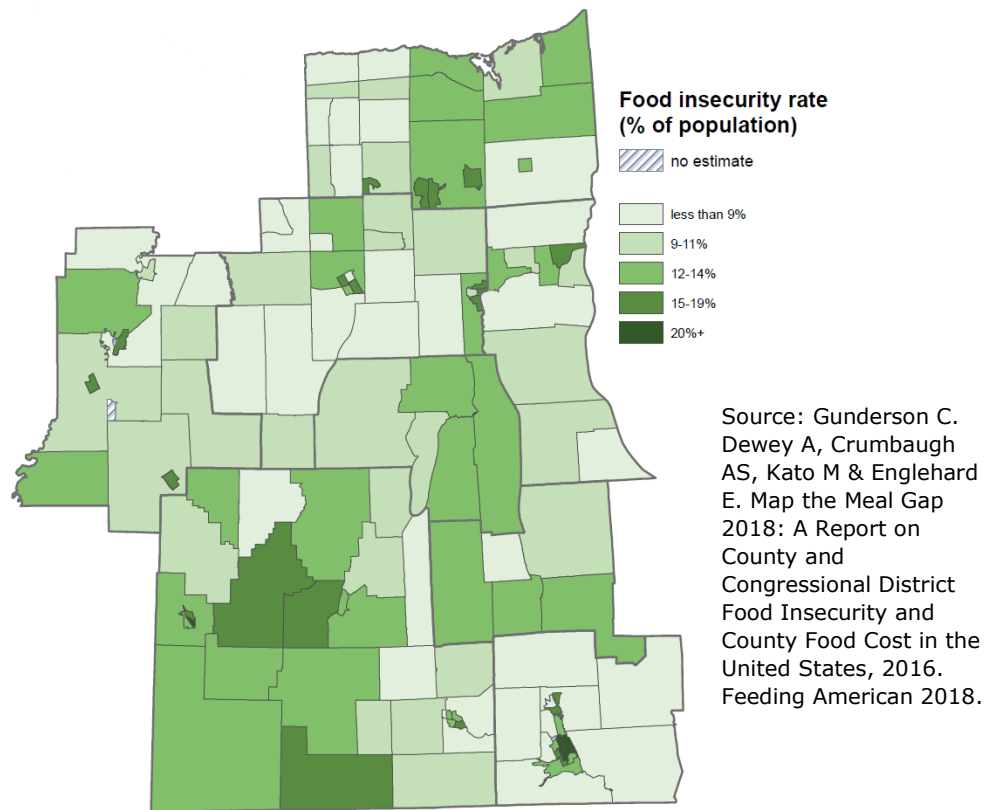 Food insecurity rate
(% of population)
no estimate
less than 9%
9-11%
12-14%
15-19%
20%+
Source: Gunderson C.
Dewey A, Crumbaugh
AS, Kato M & Englehard
E. Map the Meal Gap
2018: A Report on
County and
Congressional District
Food Insecurity and
County Food Cost in the
United States, 2016.
Feeding American 2018.